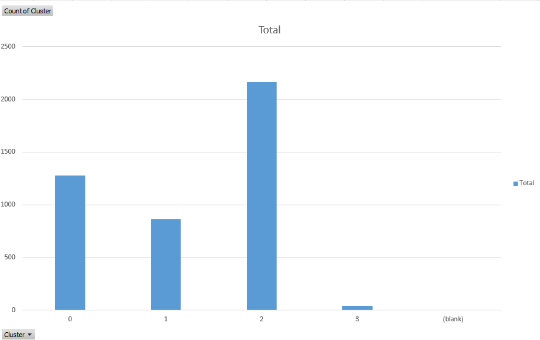 Count of Cluster
Total
2500
2000
1500
1000
500
0
0 1 2 3 (blank)
Total
Cluster